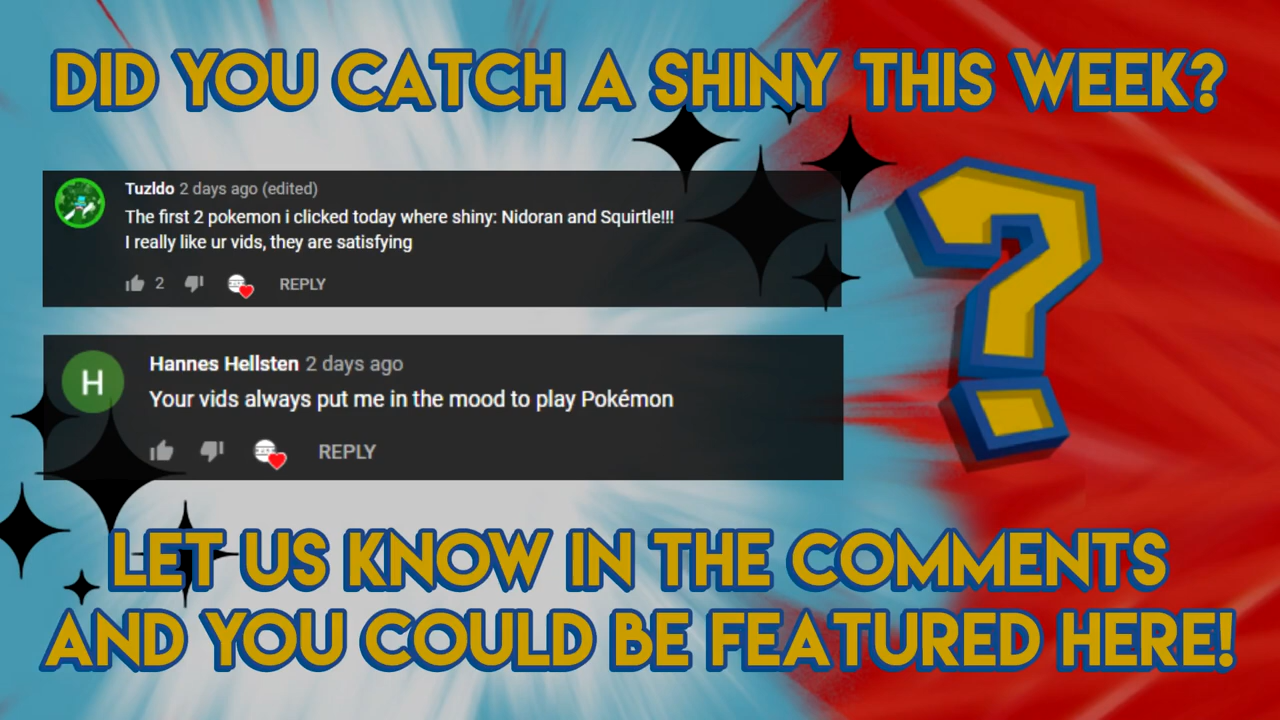 DID YOU CATCH A SHINY THIS WEEK?
Tuzldo 2 days ago (edited)
The first 2 pokemon i clicked today where shiny: Nidoran and Squirtle!!!
I really like ur vids, they are satisfying
2 REPLY
?
H
Hannes Hellsten 2 days ago
Your vids always put me in the mood to play Pokémon
REPLY
LET US KNOW IN THE COMMENTS
AND YOU COULD BE FEATURED HERE!